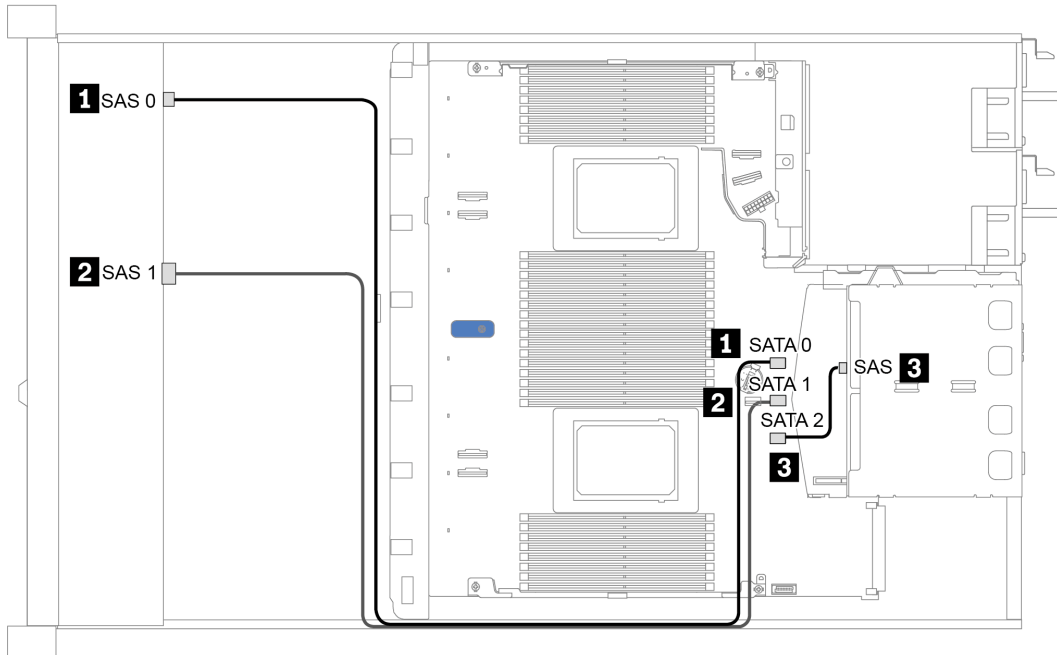 1 SAS 0
2 SAS 1
1 SATA 0
2 SATA 1
SAS 3
SATA 2
3